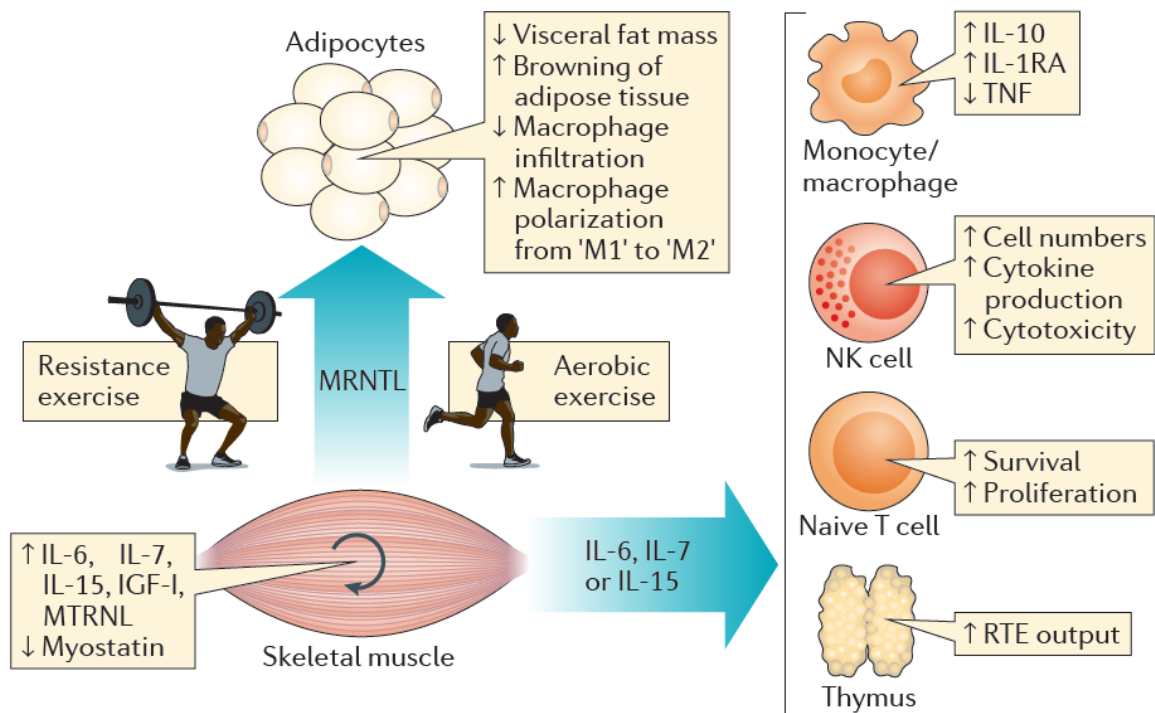 Adipocytes
↓ Visceral fat mass
↑ Browning of
adipose tissue
↓ Macrophage
infiltration
↑ Macrophage
polarization
from 'M1' to 'M2'
Resistance
exercise
MRNTL
Aerobic
exercise
↑ IL-6, IL-7,
IL-15, IGF-I,
MTRNL
↓ Myostatin
Skeletal muscle
IL-6, IL-7
or IL-15
↑ IL-10
↑ IL-1RA
↓ TNF
Monocyte/
macrophage
↑ Cell numbers
↑ Cytokine
production
↑ Cytotoxicity
NK cell
↑ Survival
↑ Proliferation
Naive T cell
↑ RTE output
Thymus